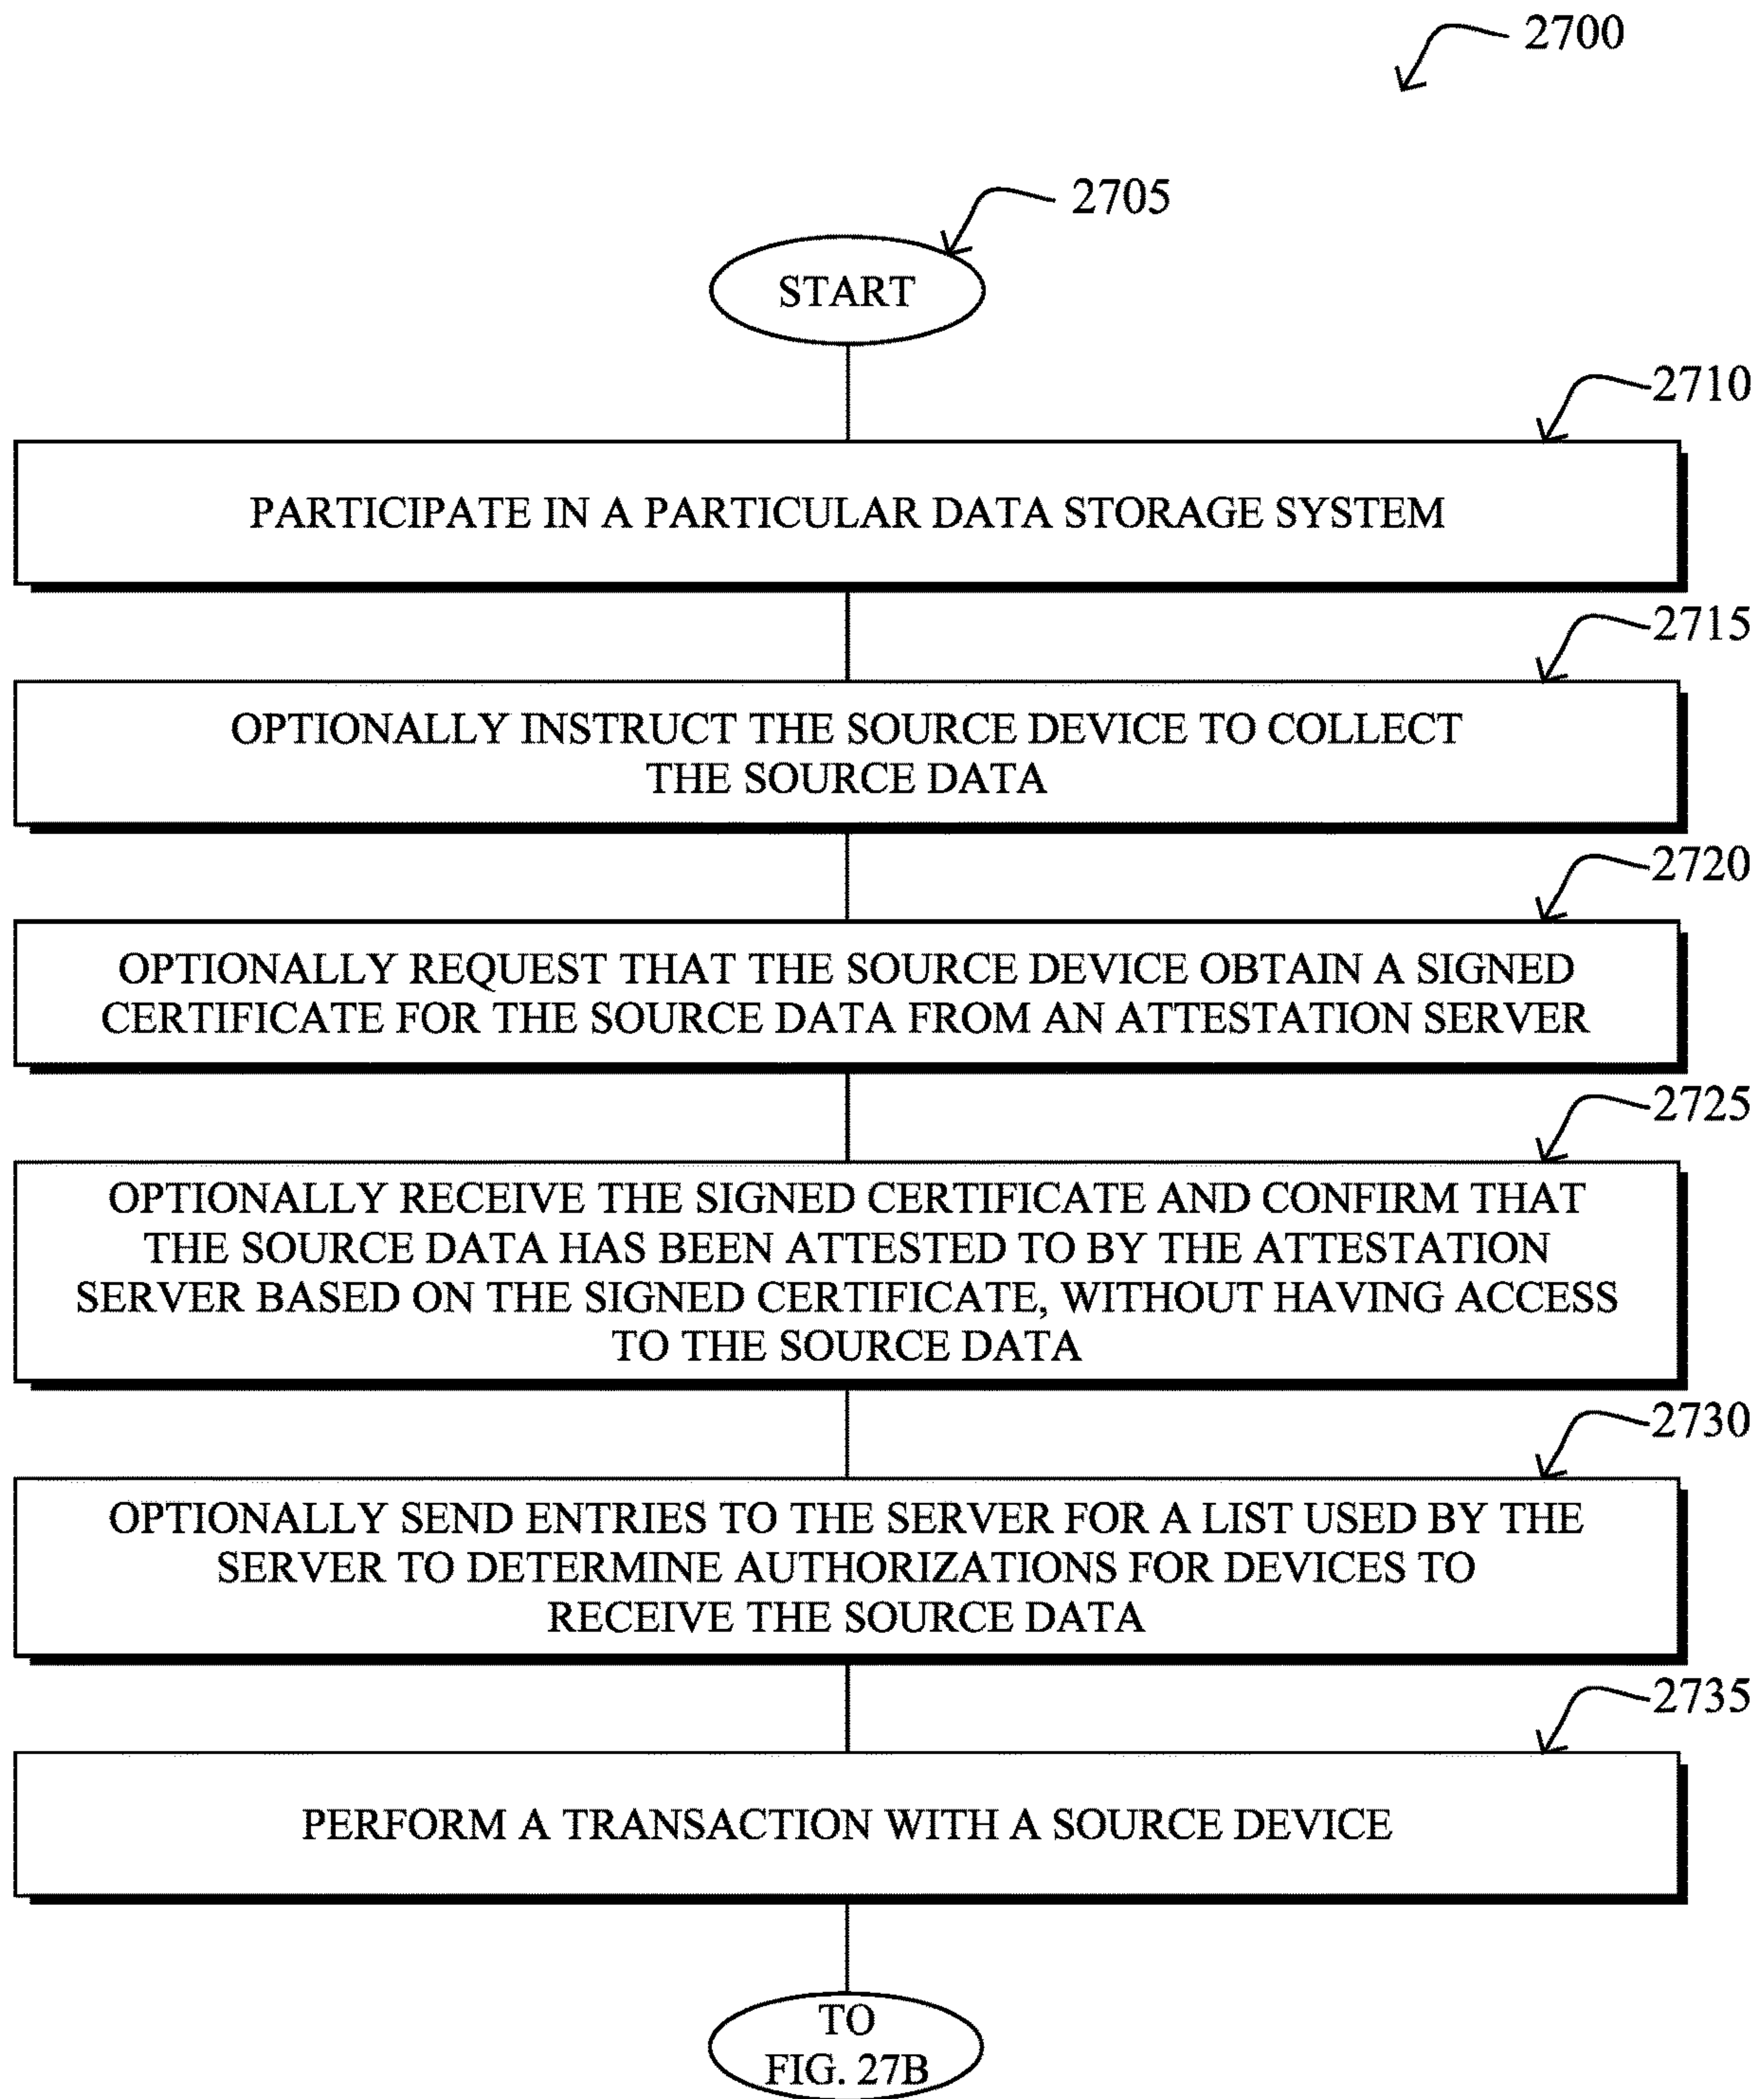 2700
2705
START
2710
PARTICIPATE IN A PARTICULAR DATA STORAGE SYSTEM
2715
OPTIONALLY INSTRUCT THE SOURCE DEVICE TO COLLECT
THE SOURCE DATA
2720
OPTIONALLY REQUEST THAT THE SOURCE DEVICE OBTAIN A SIGNED
CERTIFICATE FOR THE SOURCE DATA FROM AN ATTESTATION SERVER
2725
OPTIONALLY RECEIVE THE SIGNED CERTIFICATE AND CONFIRM THAT
THE SOURCE DATA HAS BEEN ATTESTED TO BY THE ATTESTATION
SERVER BASED ON THE SIGNED CERTIFICATE, WITHOUT HAVING ACCESS
TO THE SOURCE DATA
2730
OPTIONALLY SEND ENTRIES TO THE SERVER FOR A LIST USED BY THE
SERVER TO DETERMINE AUTHORIZATIONS FOR DEVICES TO
RECEIVE THE SOURCE DATA
2735
PERFORM A TRANSACTION WITH A SOURCE DEVICE
TO
FIG. 27B